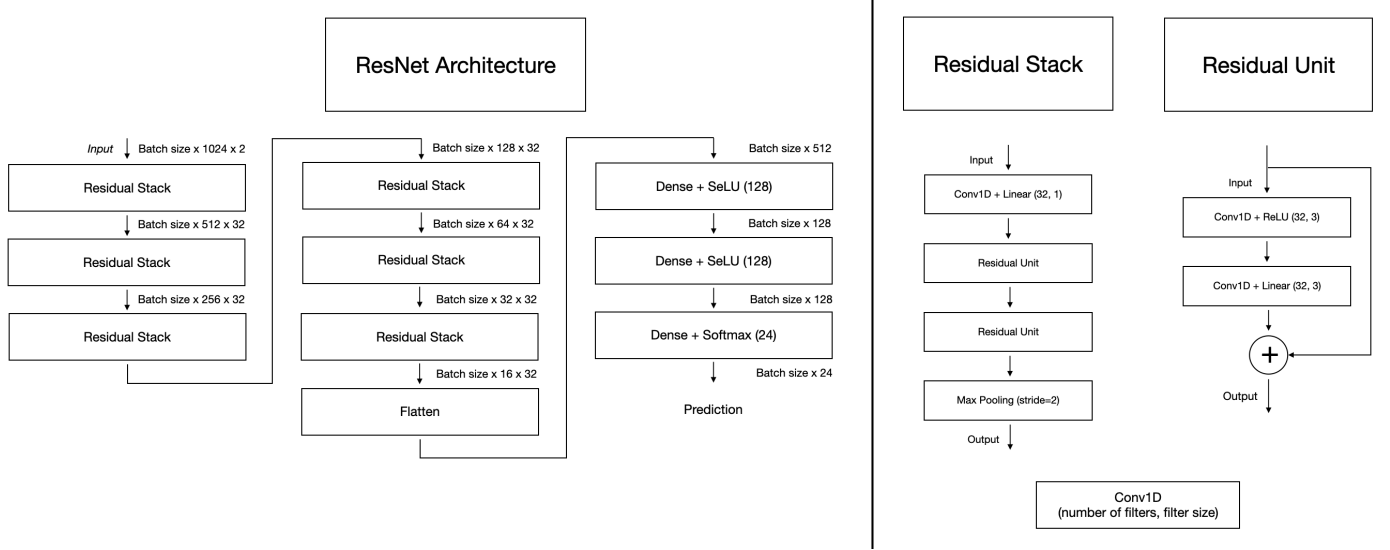 ResNet Architecture
Input
Batch size x 1024 x 2
Residual Stack
Batch size x 512 x 32
Residual Stack
Batch size x 256 x 32
Residual Stack
Batch size x 128 x 32
Residual Stack
Batch size x 64 x 32
Residual Stack
Batch size x 32 x 32
Residual Stack
Batch size x 16 x 32
Flatten
Batch size x 512
Dense + SeLU (128)
Batch size x 128
Dense + SeLU (128)
Batch size x 128
Dense + Softmax (24)
Batch size x 24
Prediction
Residual Stack
Input
Conv1D + Linear (32, 1)
Residual Unit
Residual Unit
Max Pooling (stride=2)
Output
Residual Unit
Input
Conv1D + ReLU (32, 3)
Conv1D + Linear (32, 3)
+
Output
Conv1D
(number of filters, filter size)